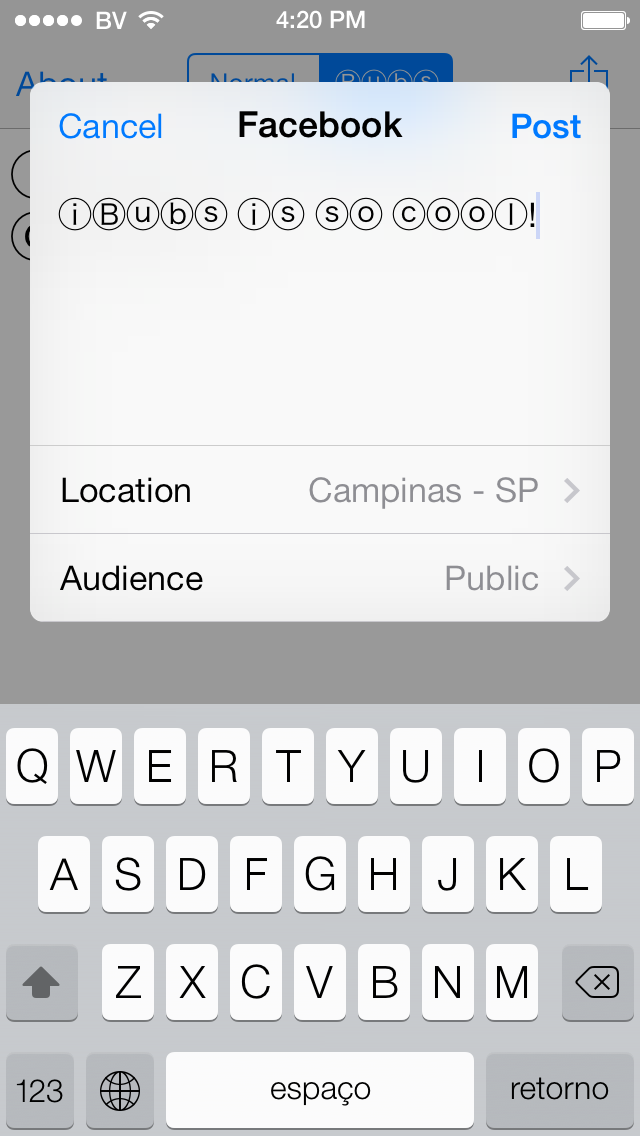 BV 4:20 PM
About Normal Ⓑⓤⓑⓢ
Cancel Facebook Post
ⓘⒷⓤⓑⓢ ⓘⓢ ⓢⓞ ⓒⓞⓞⓛ!
Location Campinas - SP
Audience Public
Q W E R T Y U I O P
A S D F G H J K L
Z X C V B N M
123 espaço retorno